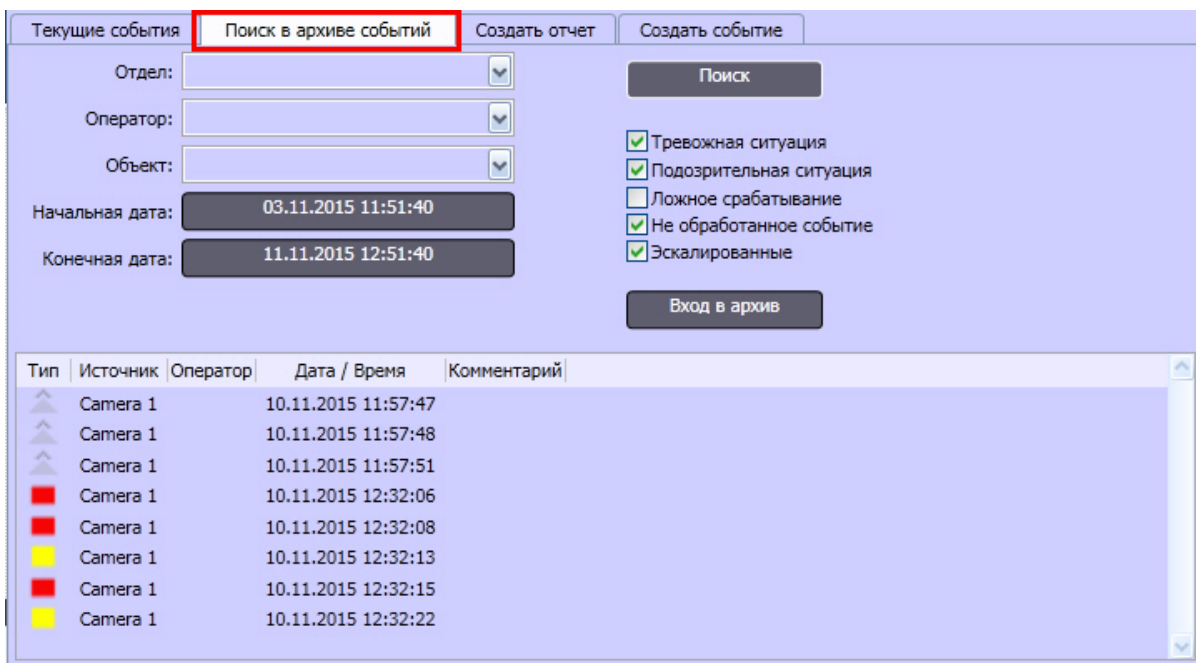 Текущие события Поиск в архиве событий Создать отчет Создать событие
Отдел:
Поиск
Оператор:
Тревожная ситуация
Объект:
Подозрительная ситуация
Ложное срабатывание
Начальная дата: 03.11.2015 11:51:40
Не обработанное событие
Конечная дата: 11.11.2015 12:51:40
Эскалированные
Вход в архив
Тип Источник Оператор Дата / Время Комментарий
Camera 1 10.11.2015 11:57:47
Camera 1 10.11.2015 11:57:48
Camera 1 10.11.2015 11:57:51
Camera 1 10.11.2015 12:32:06
Camera 1 10.11.2015 12:32:08
Camera 1 10.11.2015 12:32:13
Camera 1 10.11.2015 12:32:15
Camera 1 10.11.2015 12:32:22